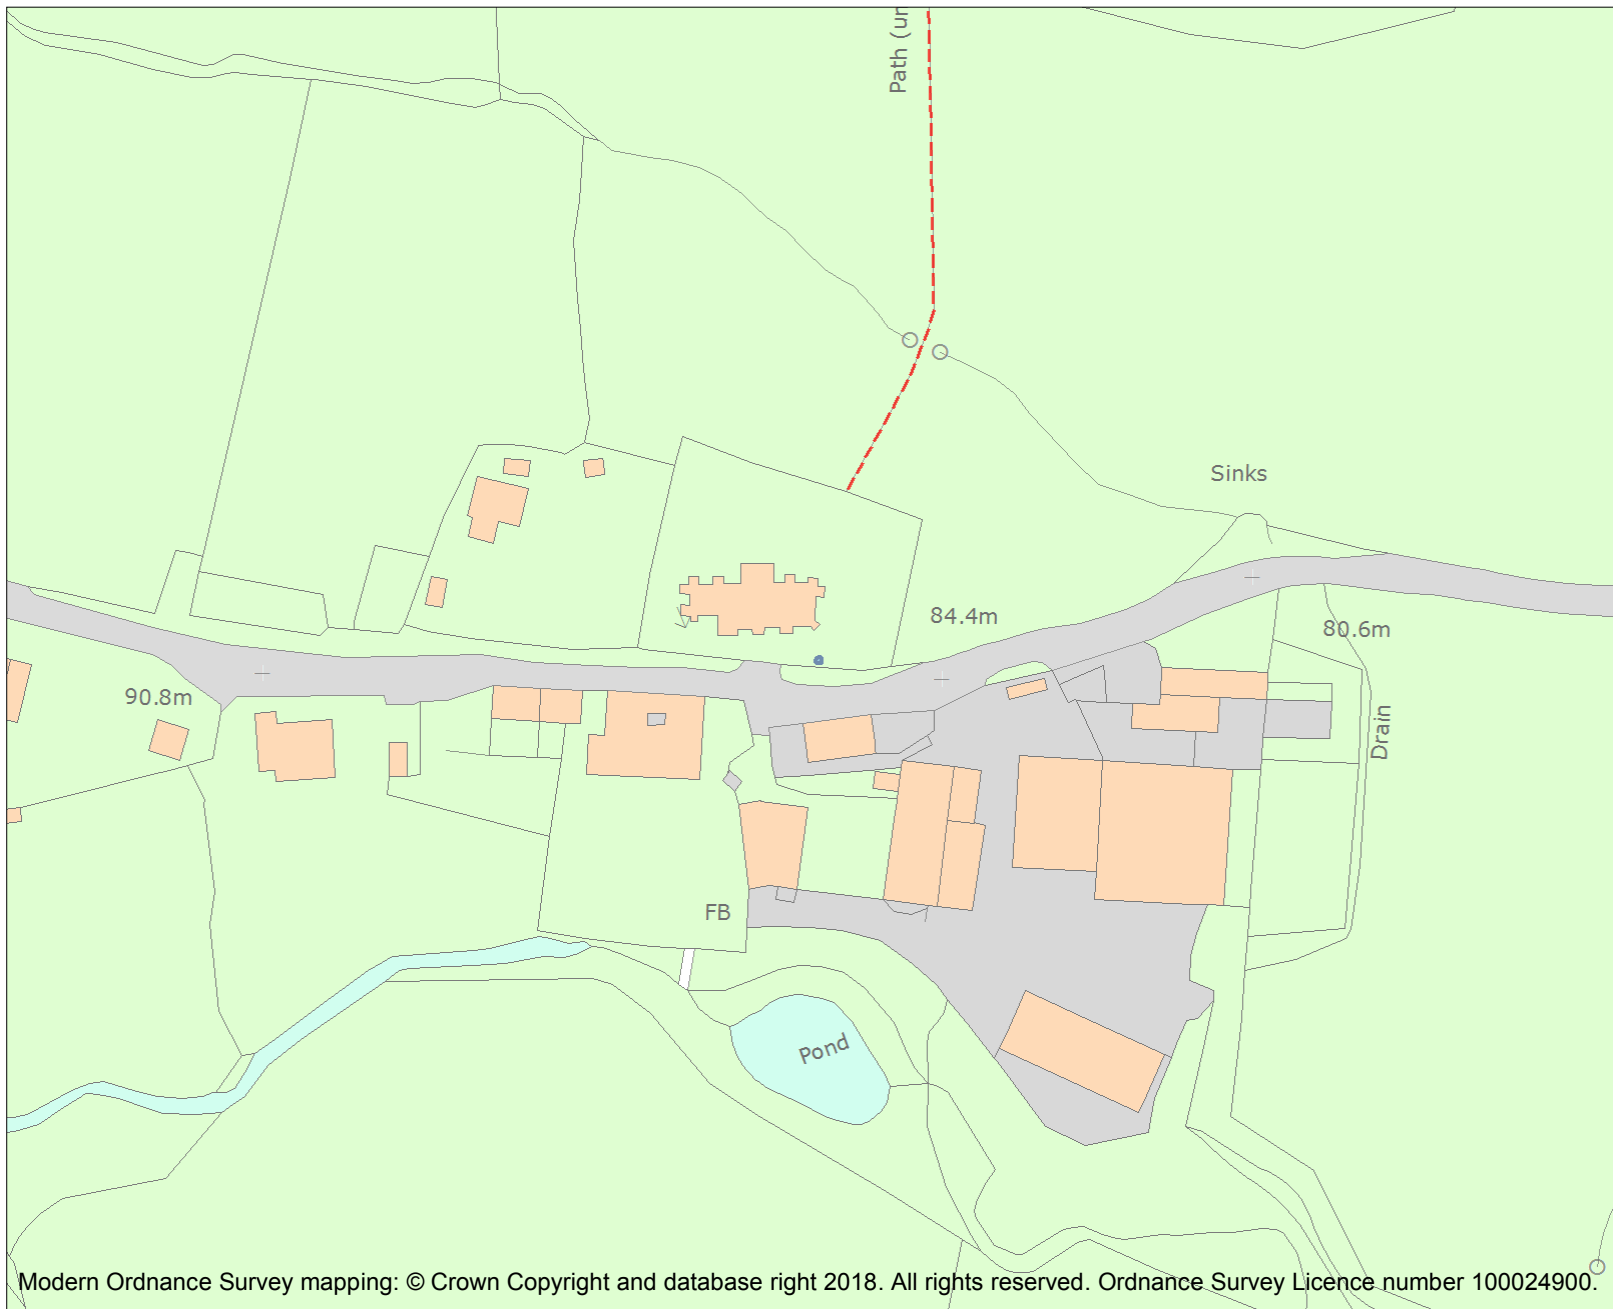 Path (un
Sinks
84.4m
80.6m
90.8m
Drain
FB
Pond
Modern Ordnance Survey mapping: © Crown Copyright and database right 2018. All rights reserved. Ordnance Survey Licence number 100024900.